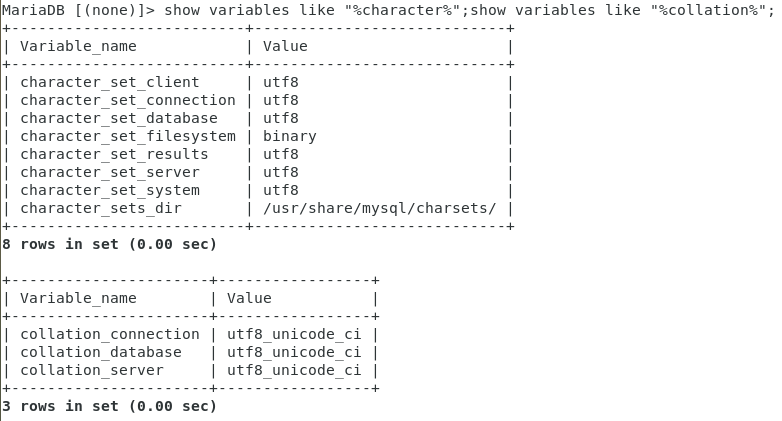 MariaDB [(none)]> show variables like "%character%";show variables like "%collation%";
+--------------------------+----------------------------+
| Variable_name            | Value                      |
+--------------------------+----------------------------+
| character_set_client     | utf8                       |
| character_set_connection | utf8                       |
| character_set_database   | utf8                       |
| character_set_filesystem | binary                     |
| character_set_results    | utf8                       |
| character_set_server     | utf8                       |
| character_set_system     | utf8                       |
| character_sets_dir       | /usr/share/mysql/charsets/ |
+--------------------------+----------------------------+
8 rows in set (0.00 sec)

+----------------------+-----------------+
| Variable_name        | Value           |
+----------------------+-----------------+
| collation_connection | utf8_unicode_ci |
| collation_database   | utf8_unicode_ci |
| collation_server     | utf8_unicode_ci |
+----------------------+-----------------+
3 rows in set (0.00 sec)